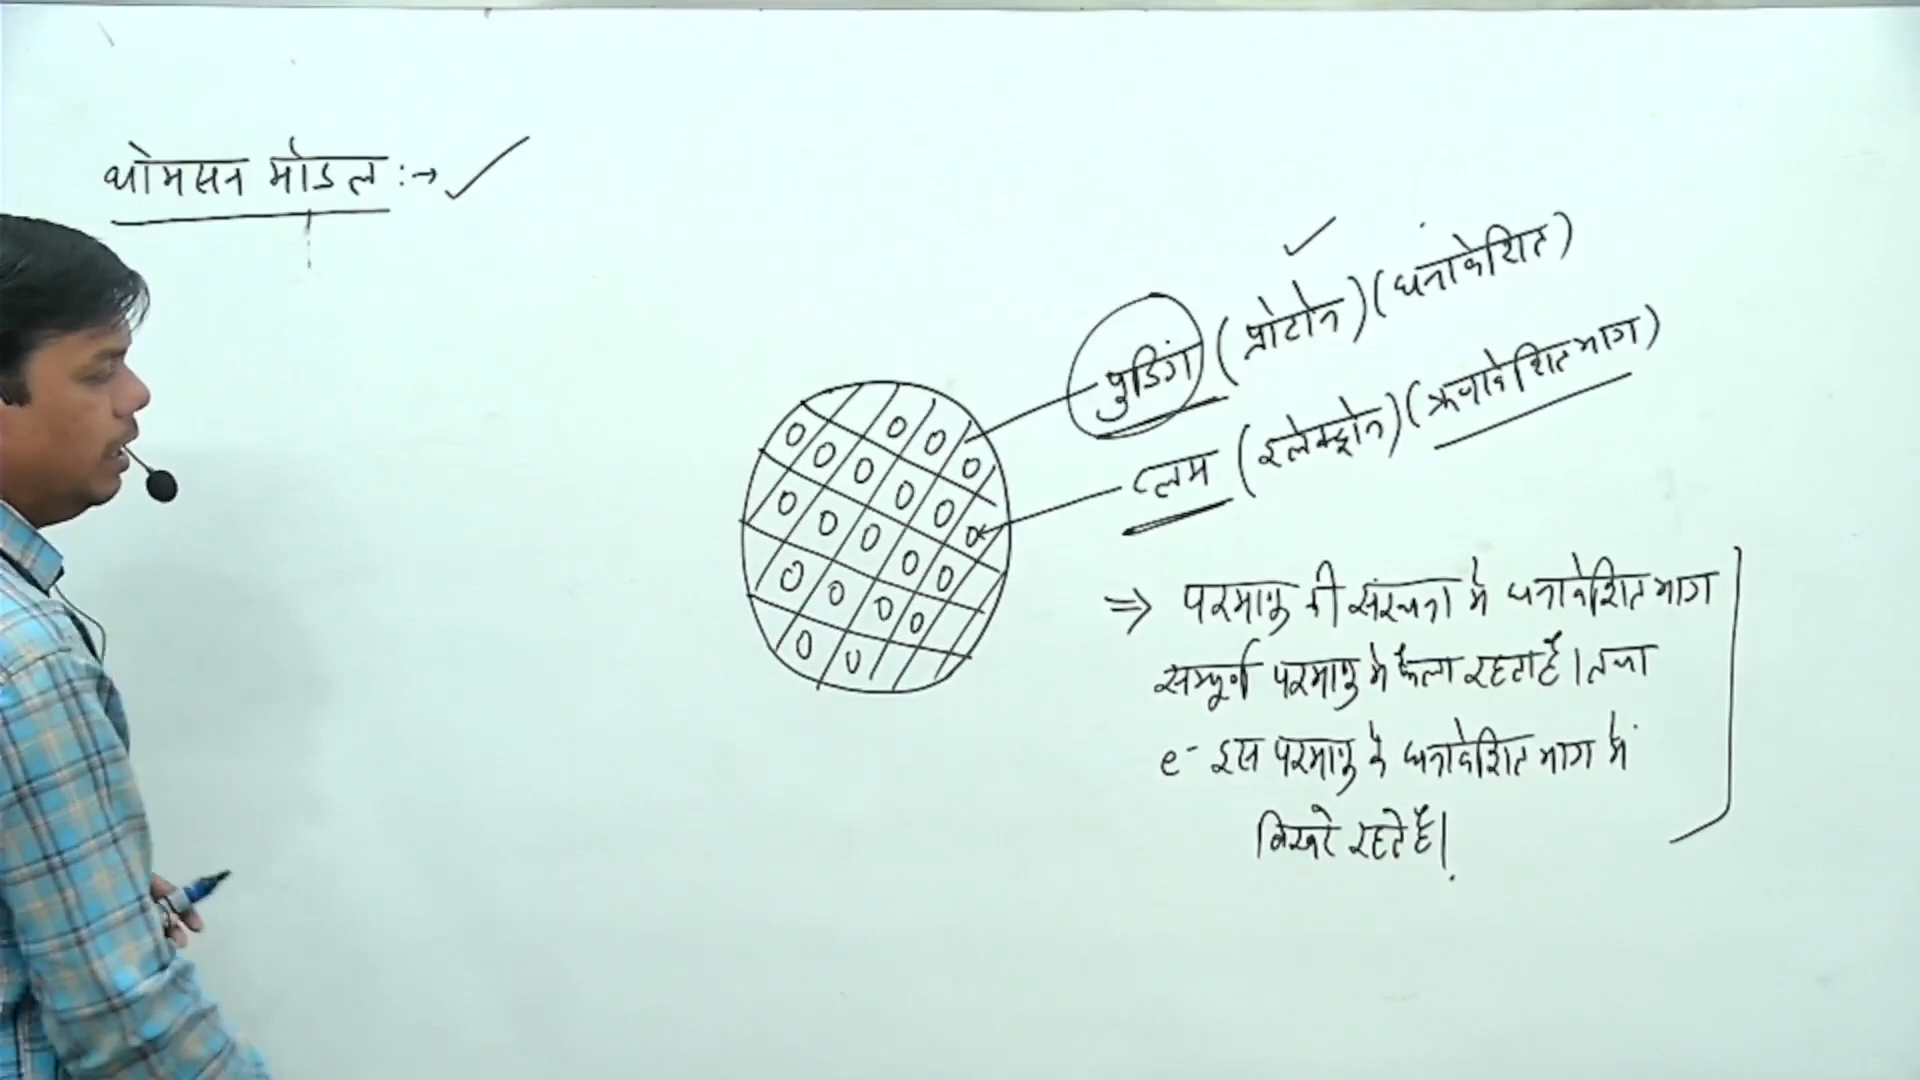 थोमसन मोडल :→ ✓
पुडिंग (प्रोटोन) (धनावेशित)
प्लम (इलेक्ट्रोन) (ऋणावेशित भाग)
⇒ परमाणु की संरचना में धनावेशित भाग
सम्पूर्ण परमाणु में फैला रहता है। तथा
e⁻ इस परमाणु के धनावेशित भाग में
बिखरे रहते हैं।